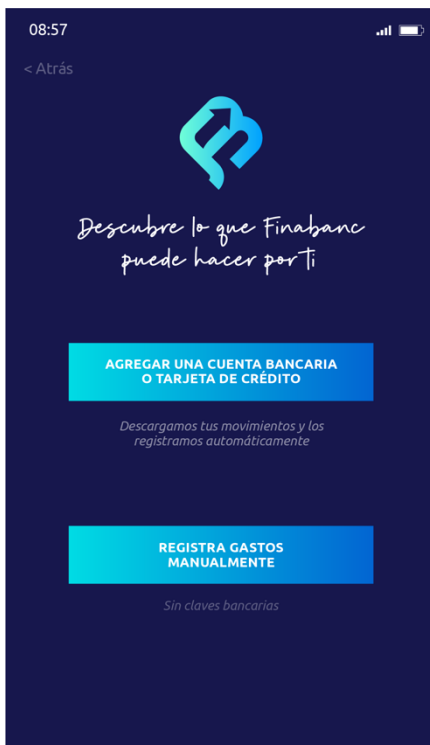 08:57
< Atrás
Descubre lo que Finabanc
puede hacer por Ti
AGREGAR UNA CUENTA BANCARIA
O TARJETA DE CRÉDITO
Descargamos tus movimientos y los
registramos automáticamente
REGISTRA GASTOS
MANUALMENTE
Sin claves bancarias